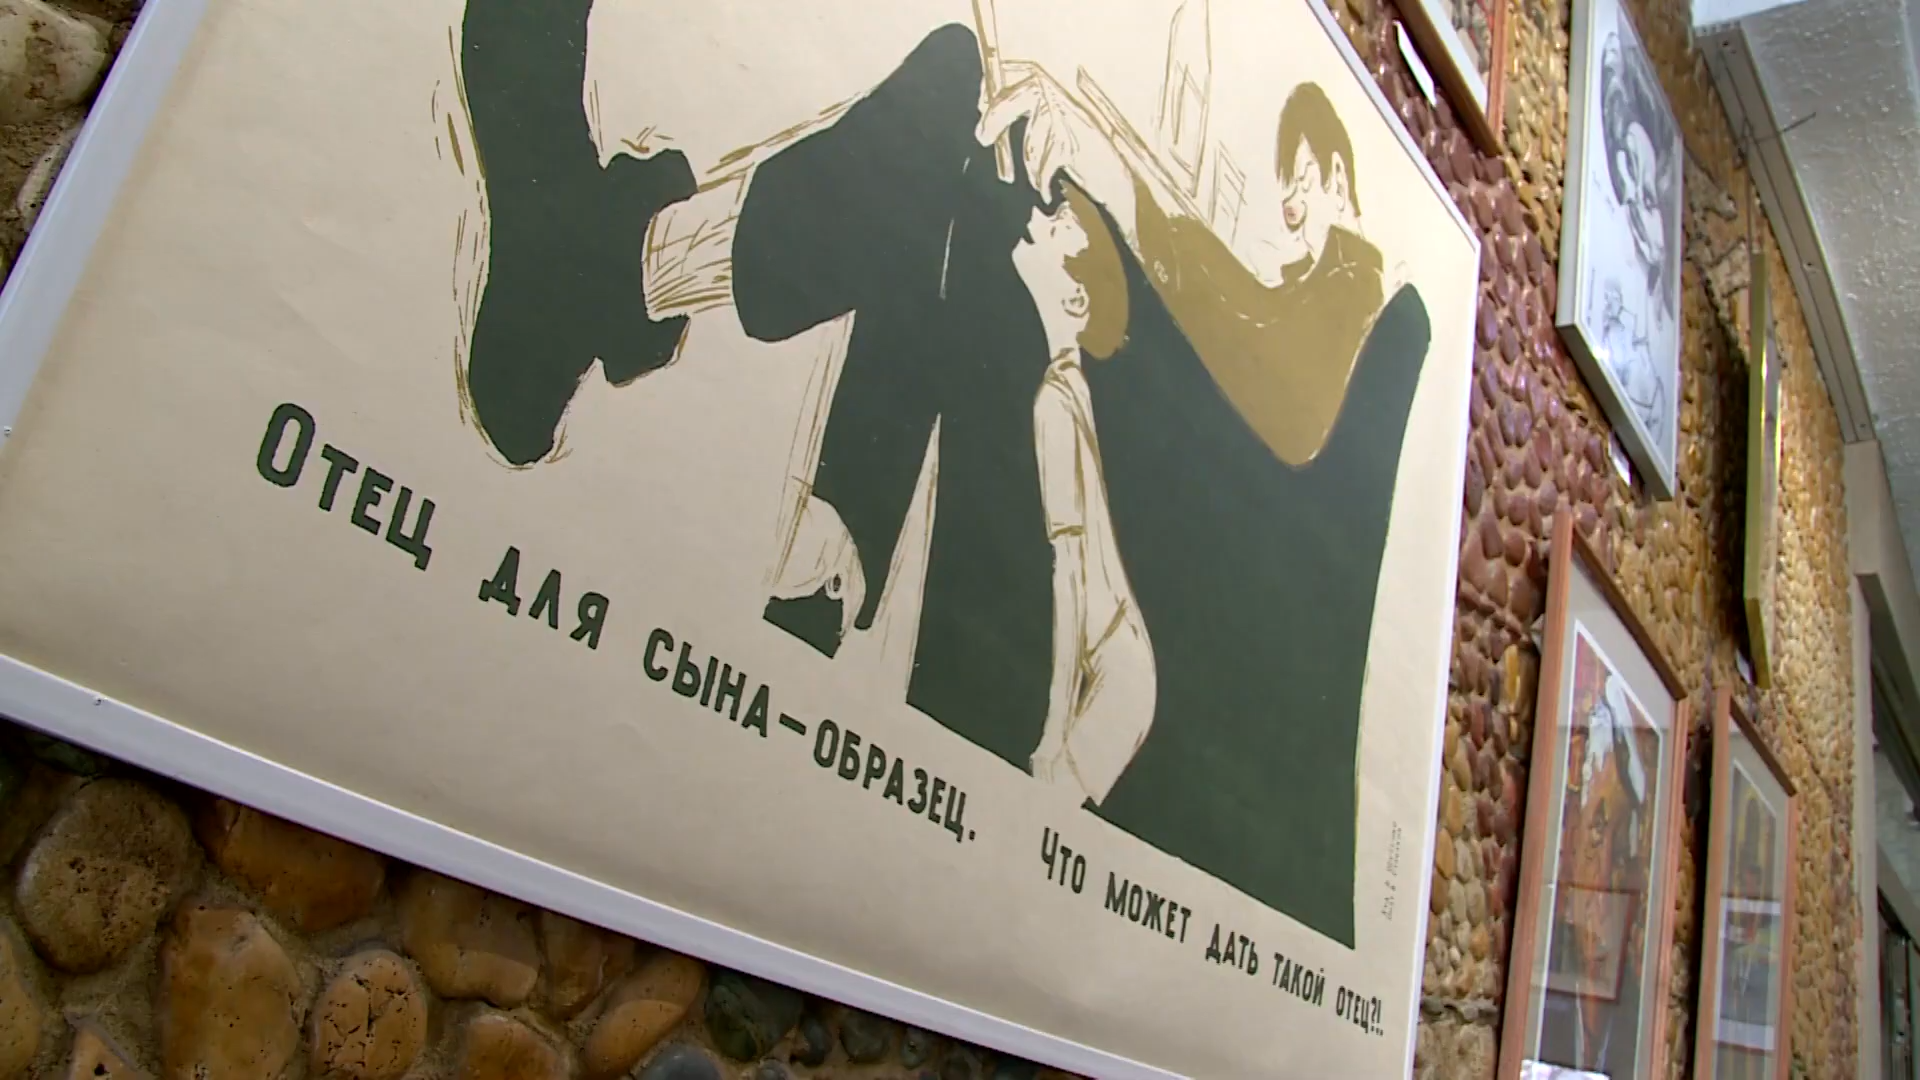 Отец для сына – образец. Что может дать такой отец?!.